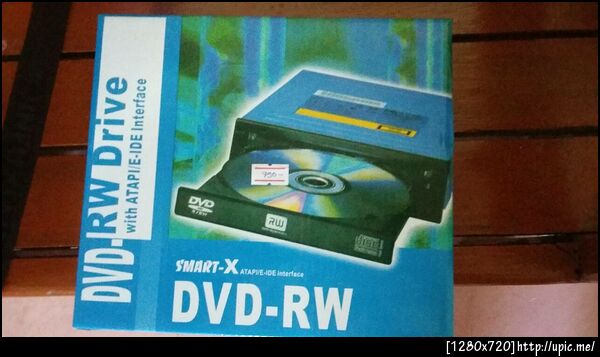 DVD-RW Drive
with ATAPI/E-IDE Interface
DVD
RW
SMART-X ATAPI/E-IDE Interface
DVD-RW
[1280x720]http://upic.me/